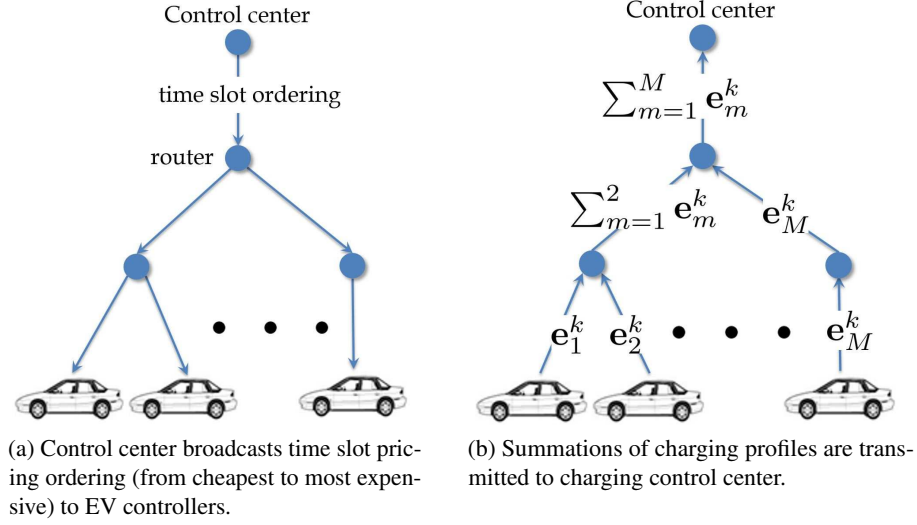 Control center
time slot ordering
router
(a) Control center broadcasts time slot pric-
ing ordering (from cheapest to most expen-
sive) to EV controllers.
Control center
∑_{m=1}^{M} e_m^k
∑_{m=1}^{2} e_m^k
e_M^k
e_1^k
e_2^k
e_M^k
(b) Summations of charging profiles are trans-
mitted to charging control center.